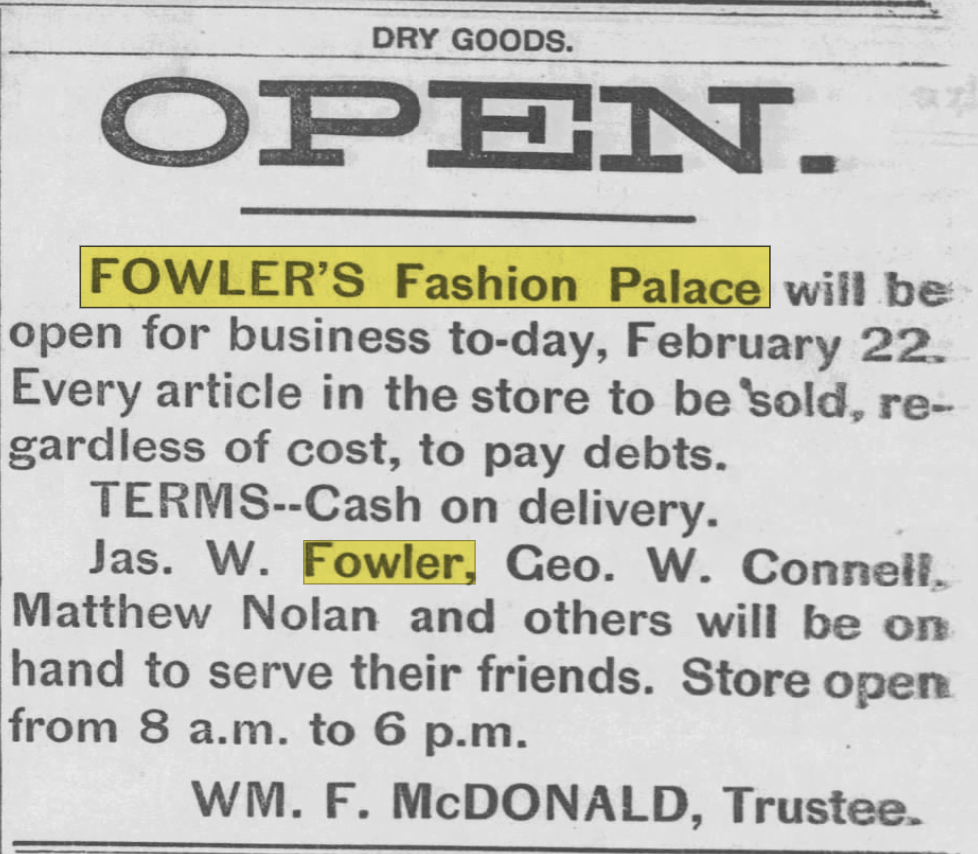 DRY GOODS.
OPEN.
FOWLER'S Fashion Palace will be
open for business to-day, February 22.
Every article in the store to be sold, re-
gardless of cost, to pay debts.
TERMS--Cash on delivery.
Jas. W. Fowler, Geo. W. Connell,
Matthew Nolan and others will be on
hand to serve their friends. Store open
from 8 a.m. to 6 p.m.
WM. F. McDONALD, Trustee.